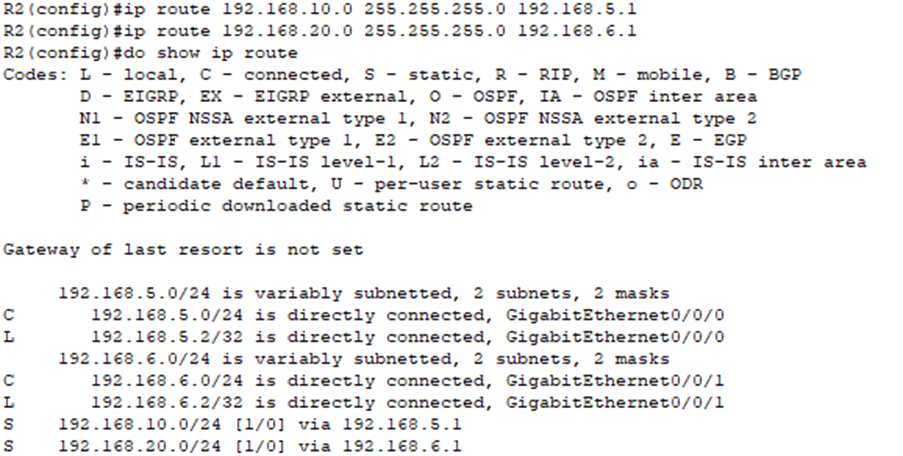 R2(config)#ip route 192.168.10.0 255.255.255.0 192.168.5.1
R2(config)#ip route 192.168.20.0 255.255.255.0 192.168.6.1
R2(config)#do show ip route
Codes: L - local, C - connected, S - static, R - RIP, M - mobile, B - BGP
       D - EIGRP, EX - EIGRP external, O - OSPF, IA - OSPF inter area
       N1 - OSPF NSSA external type 1, N2 - OSPF NSSA external type 2
       E1 - OSPF external type 1, E2 - OSPF external type 2, E - EGP
       i - IS-IS, L1 - IS-IS level-1, L2 - IS-IS level-2, ia - IS-IS inter area
       * - candidate default, U - per-user static route, o - ODR
       P - periodic downloaded static route

Gateway of last resort is not set

     192.168.5.0/24 is variably subnetted, 2 subnets, 2 masks
C       192.168.5.0/24 is directly connected, GigabitEthernet0/0/0
L       192.168.5.2/32 is directly connected, GigabitEthernet0/0/0
     192.168.6.0/24 is variably subnetted, 2 subnets, 2 masks
C       192.168.6.0/24 is directly connected, GigabitEthernet0/0/1
L       192.168.6.2/32 is directly connected, GigabitEthernet0/0/1
S    192.168.10.0/24 [1/0] via 192.168.5.1
S    192.168.20.0/24 [1/0] via 192.168.6.1